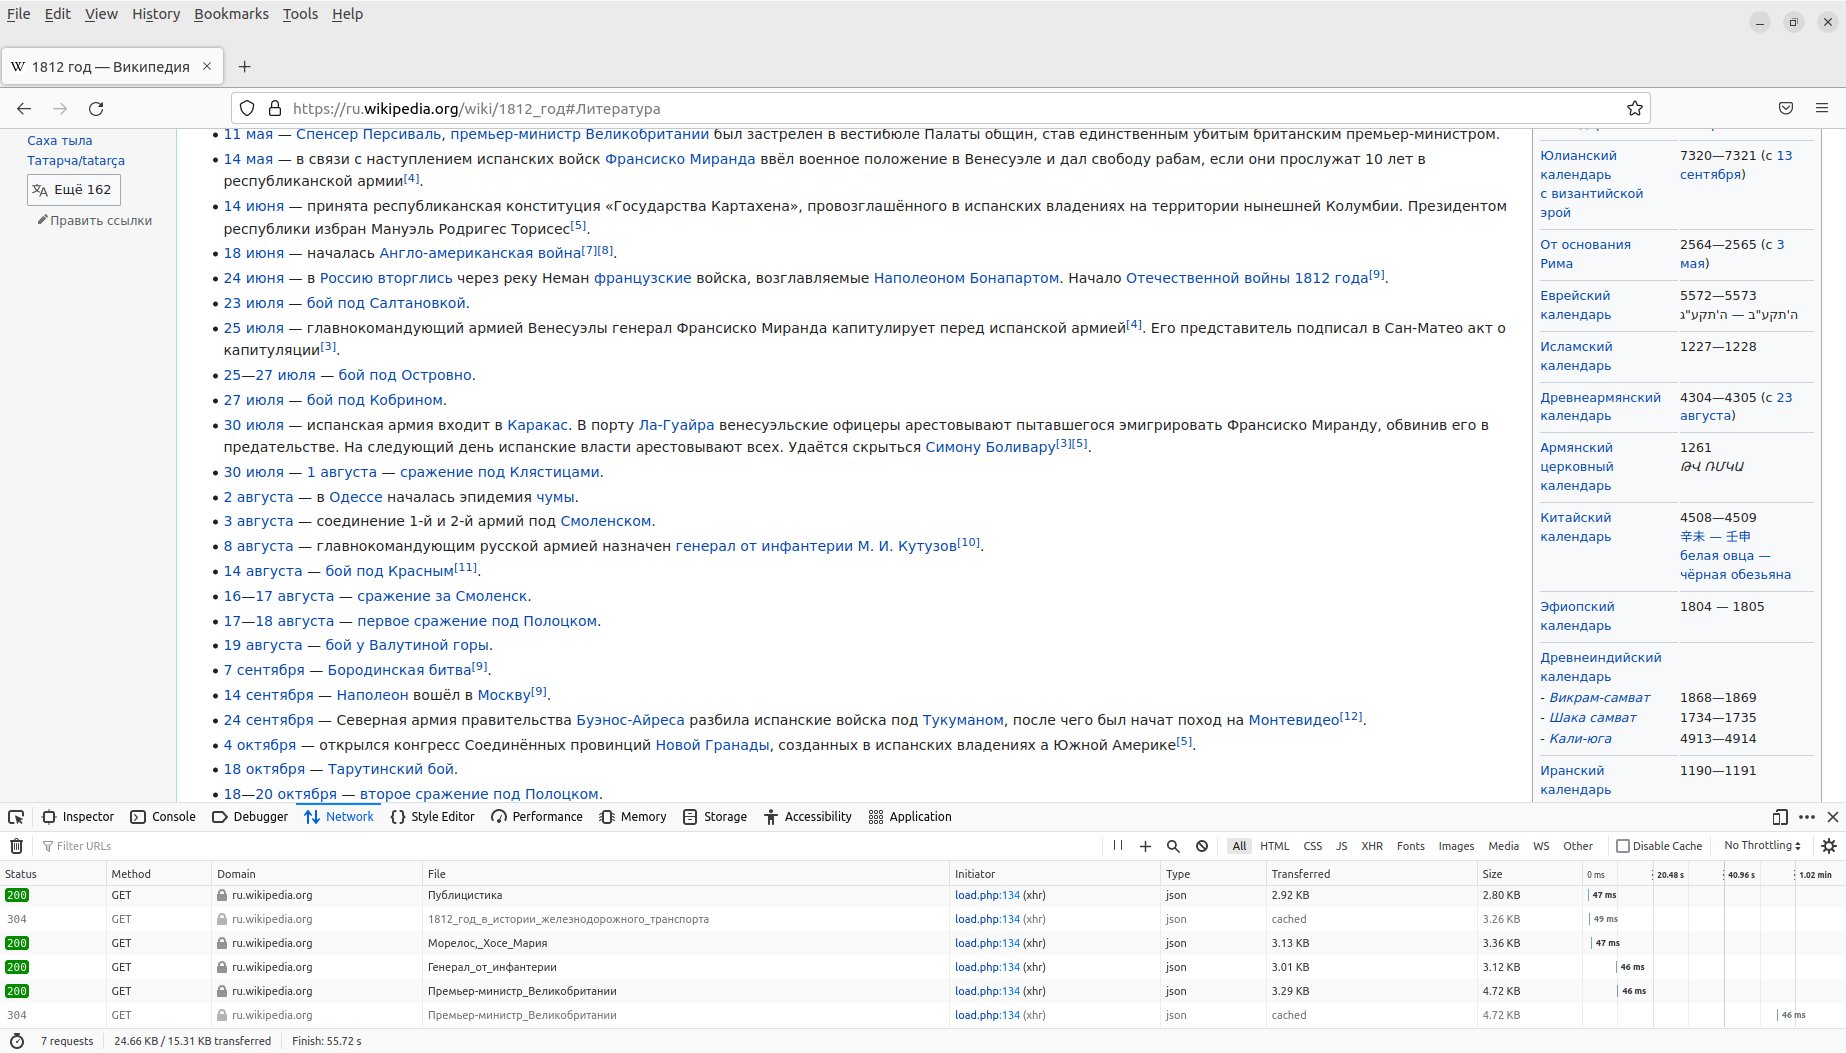 File Edit View History Bookmarks Tools Help
W 1812 год — Википедия
https://ru.wikipedia.org/wiki/1812_год#Литература
Саха тыла
Татарча/tatarça
Ещё 162
Править ссылки
11 мая — Спенсер Персиваль, премьер-министр Великобритании был застрелен в вестибюле Палаты общин, став единственным убитым британским премьер-министром.
14 мая — в связи с наступлением испанских войск Франсиско Миранда ввёл военное положение в Венесуэле и дал свободу рабам, если они прослужат 10 лет в
республиканской армии[4].
14 июня — принята республиканская конституция «Государства Картахена», провозглашённого в испанских владениях на территории нынешней Колумбии. Президентом
республики избран Мануэль Родригес Торисес[5].
18 июня — началась Англо-американская война[7][8].
24 июня — в Россию вторглись через реку Неман французские войска, возглавляемые Наполеоном Бонапартом. Начало Отечественной войны 1812 года[9].
23 июля — бой под Салтановкой.
25 июля — главнокомандующий армией Венесуэлы генерал Франсиско Миранда капитулирует перед испанской армией[4]. Его представитель подписал в Сан-Матео акт о
капитуляции[3].
25—27 июля — бой под Островно.
27 июля — бой под Кобрином.
30 июля — испанская армия входит в Каракас. В порту Ла-Гуайра венесуэльские офицеры арестовывают пытавшегося эмигрировать Франсиско Миранду, обвинив его в
предательстве. На следующий день испанские власти арестовывают всех. Удаётся скрыться Симону Боливару[3][5].
30 июля — 1 августа — сражение под Клястицами.
2 августа — в Одессе началась эпидемия чумы.
3 августа — соединение 1-й и 2-й армий под Смоленском.
8 августа — главнокомандующим русской армией назначен генерал от инфантерии М. И. Кутузов[10].
14 августа — бой под Красным[11].
16—17 августа — сражение за Смоленск.
17—18 августа — первое сражение под Полоцком.
19 августа — бой у Валутиной горы.
7 сентября — Бородинская битва[9].
14 сентября — Наполеон вошёл в Москву[9].
24 сентября — Северная армия правительства Буэнос-Айреса разбила испанские войска под Тукуманом, после чего был начат поход на Монтевидео[12].
4 октября — открылся конгресс Соединённых провинций Новой Гранады, созданных в испанских владениях а Южной Америке[5].
18 октября — Тарутинский бой.
18—20 октября — второе сражение под Полоцком.
Юлианский 7320—7321 (с 13
календарь сентября)
с византийской
эрой
От основания 2564—2565 (с 3
Рима мая)
Еврейский 5572—5573
календарь ה'תקע"ב — ה'תקע"ג
Исламский 1227—1228
календарь
Древнеармянский 4304—4305 (с 23
календарь августа)
Армянский 1261
церковный ԹՎ ՌՄԿԱ
календарь
Китайский 4508—4509
календарь 辛未 — 壬申
белая овца —
чёрная обезьяна
Эфиопский 1804 — 1805
календарь
Древнеиндийский
календарь
- Викрам-самват 1868—1869
- Шака самват 1734—1735
- Кали-юга 4913—4914
Иранский 1190—1191
календарь
Inspector Console Debugger Network Style Editor Performance Memory Storage Accessibility Application
Filter URLs All HTML CSS JS XHR Fonts Images Media WS Other Disable Cache No Throttling
Status Method Domain File Initiator Type Transferred Size 0 ms 20.48 s 40.96 s 1.02 min
200 GET ru.wikipedia.org Публицистика load.php:134 (xhr) json 2.92 KB 2.80 KB 47 ms
304 GET ru.wikipedia.org 1812_год_в_истории_железнодорожного_транспорта load.php:134 (xhr) json cached 3.26 KB 49 ms
200 GET ru.wikipedia.org Морелос,_Хосе_Мария load.php:134 (xhr) json 3.13 KB 3.36 KB 47 ms
200 GET ru.wikipedia.org Генерал_от_инфантерии load.php:134 (xhr) json 3.01 KB 3.12 KB 46 ms
200 GET ru.wikipedia.org Премьер-министр_Великобритании load.php:134 (xhr) json 3.29 KB 4.72 KB 46 ms
304 GET ru.wikipedia.org Премьер-министр_Великобритании load.php:134 (xhr) json cached 4.72 KB 46 ms
7 requests 24.66 KB / 15.31 KB transferred Finish: 55.72 s